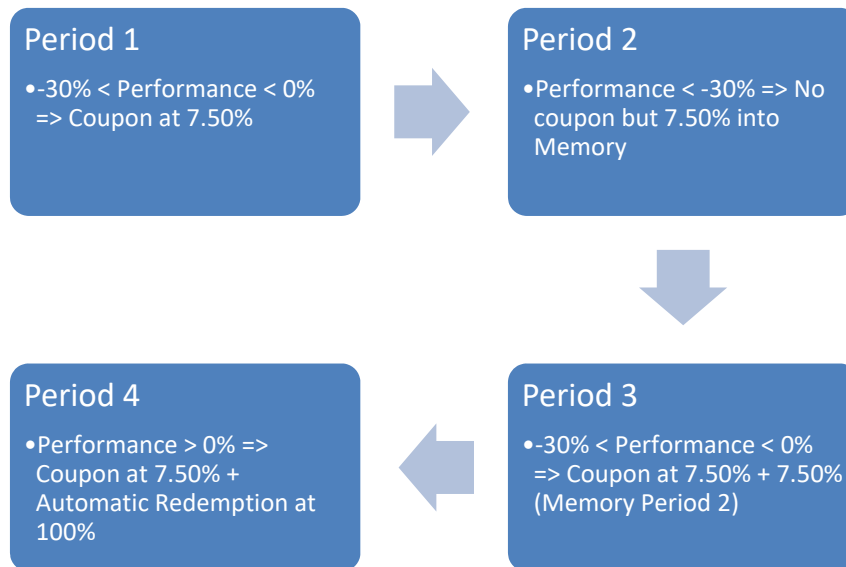 Period 1
•-30% < Performance < 0%
=> Coupon at 7.50%
Period 2
•Performance < -30% => No
coupon but 7.50% into
Memory
Period 3
•-30% < Performance < 0%
=> Coupon at 7.50% + 7.50%
(Memory Period 2)
Period 4
•Performance > 0% =>
Coupon at 7.50% +
Automatic Redemption at
100%